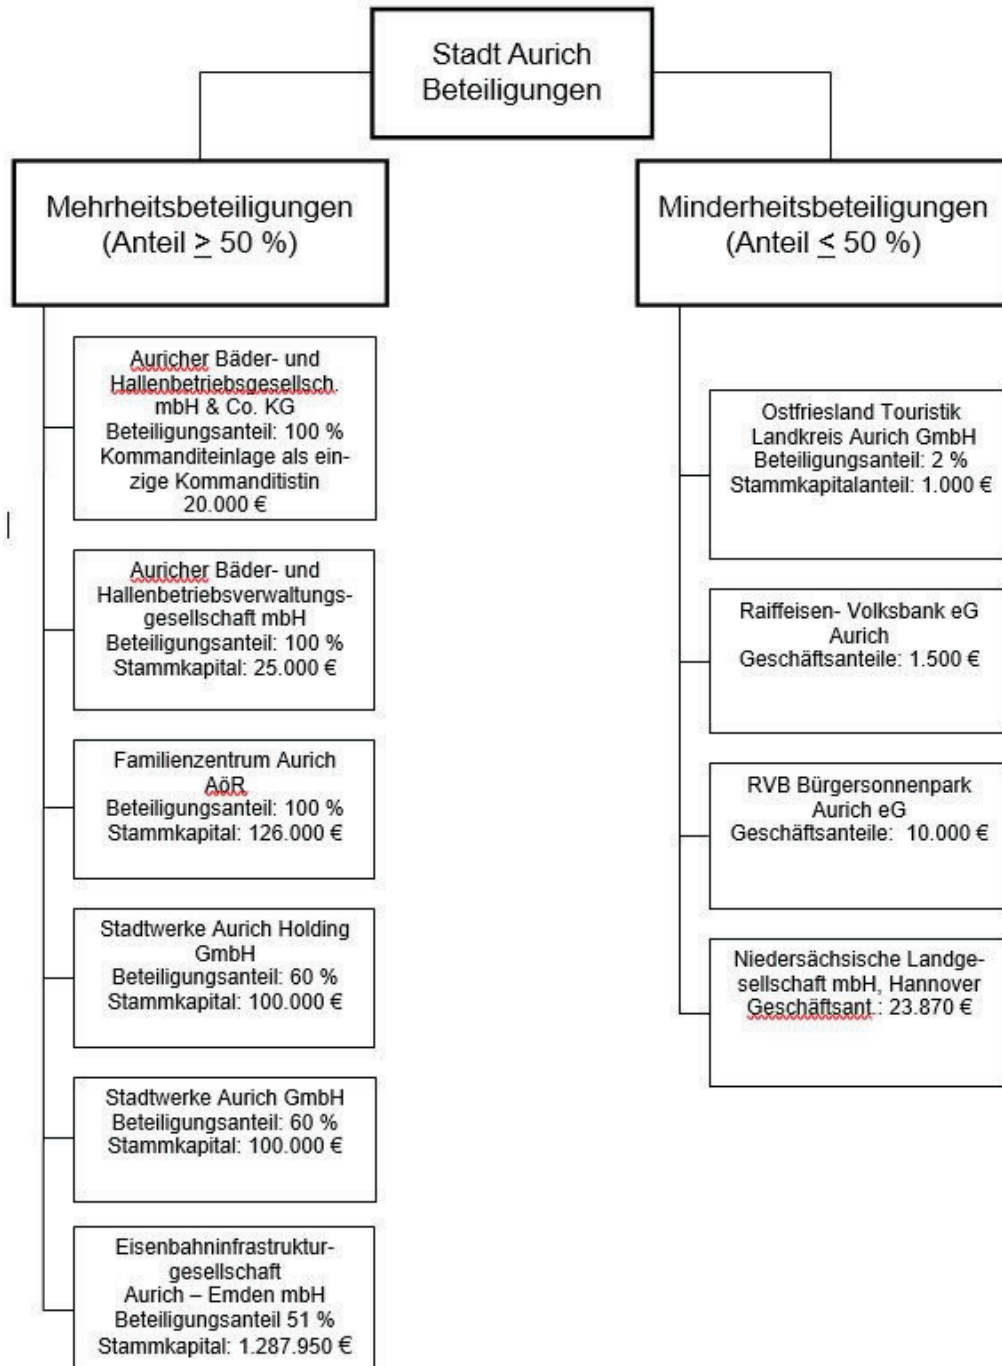 Stadt Aurich
Beteiligungen
Mehrheitsbeteiligungen
(Anteil ≥ 50 %)
Auricher Bäder- und
Hallenbetriebsgesellsch.
mbH & Co. KG
Beteiligungsanteil: 100 %
Kommanditeinlage als ein-
zige Kommanditistin
20.000 €
Auricher Bäder- und
Hallenbetriebsverwaltungs-
gesellschaft mbH
Beteiligungsanteil: 100 %
Stammkapital: 25.000 €
Familienzentrum Aurich
AöR
Beteiligungsanteil: 100 %
Stammkapital: 126.000 €
Stadtwerke Aurich Holding
GmbH
Beteiligungsanteil: 60 %
Stammkapital: 100.000 €
Stadtwerke Aurich GmbH
Beteiligungsanteil: 60 %
Stammkapital: 100.000 €
Eisenbahninfrastruktur-
gesellschaft
Aurich – Emden mbH
Beteiligungsanteil 51 %
Stammkapital: 1.287.950 €
Minderheitsbeteiligungen
(Anteil ≤ 50 %)
Ostfriesland Touristik
Landkreis Aurich GmbH
Beteiligungsanteil: 2 %
Stammkapitalanteil: 1.000 €
Raiffeisen- Volksbank eG
Aurich
Geschäftsanteile: 1.500 €
RVB Bürgersonnenpark
Aurich eG
Geschäftsanteile: 10.000 €
Niedersächsische Landge-
sellschaft mbH, Hannover
Geschäftsant.: 23.870 €